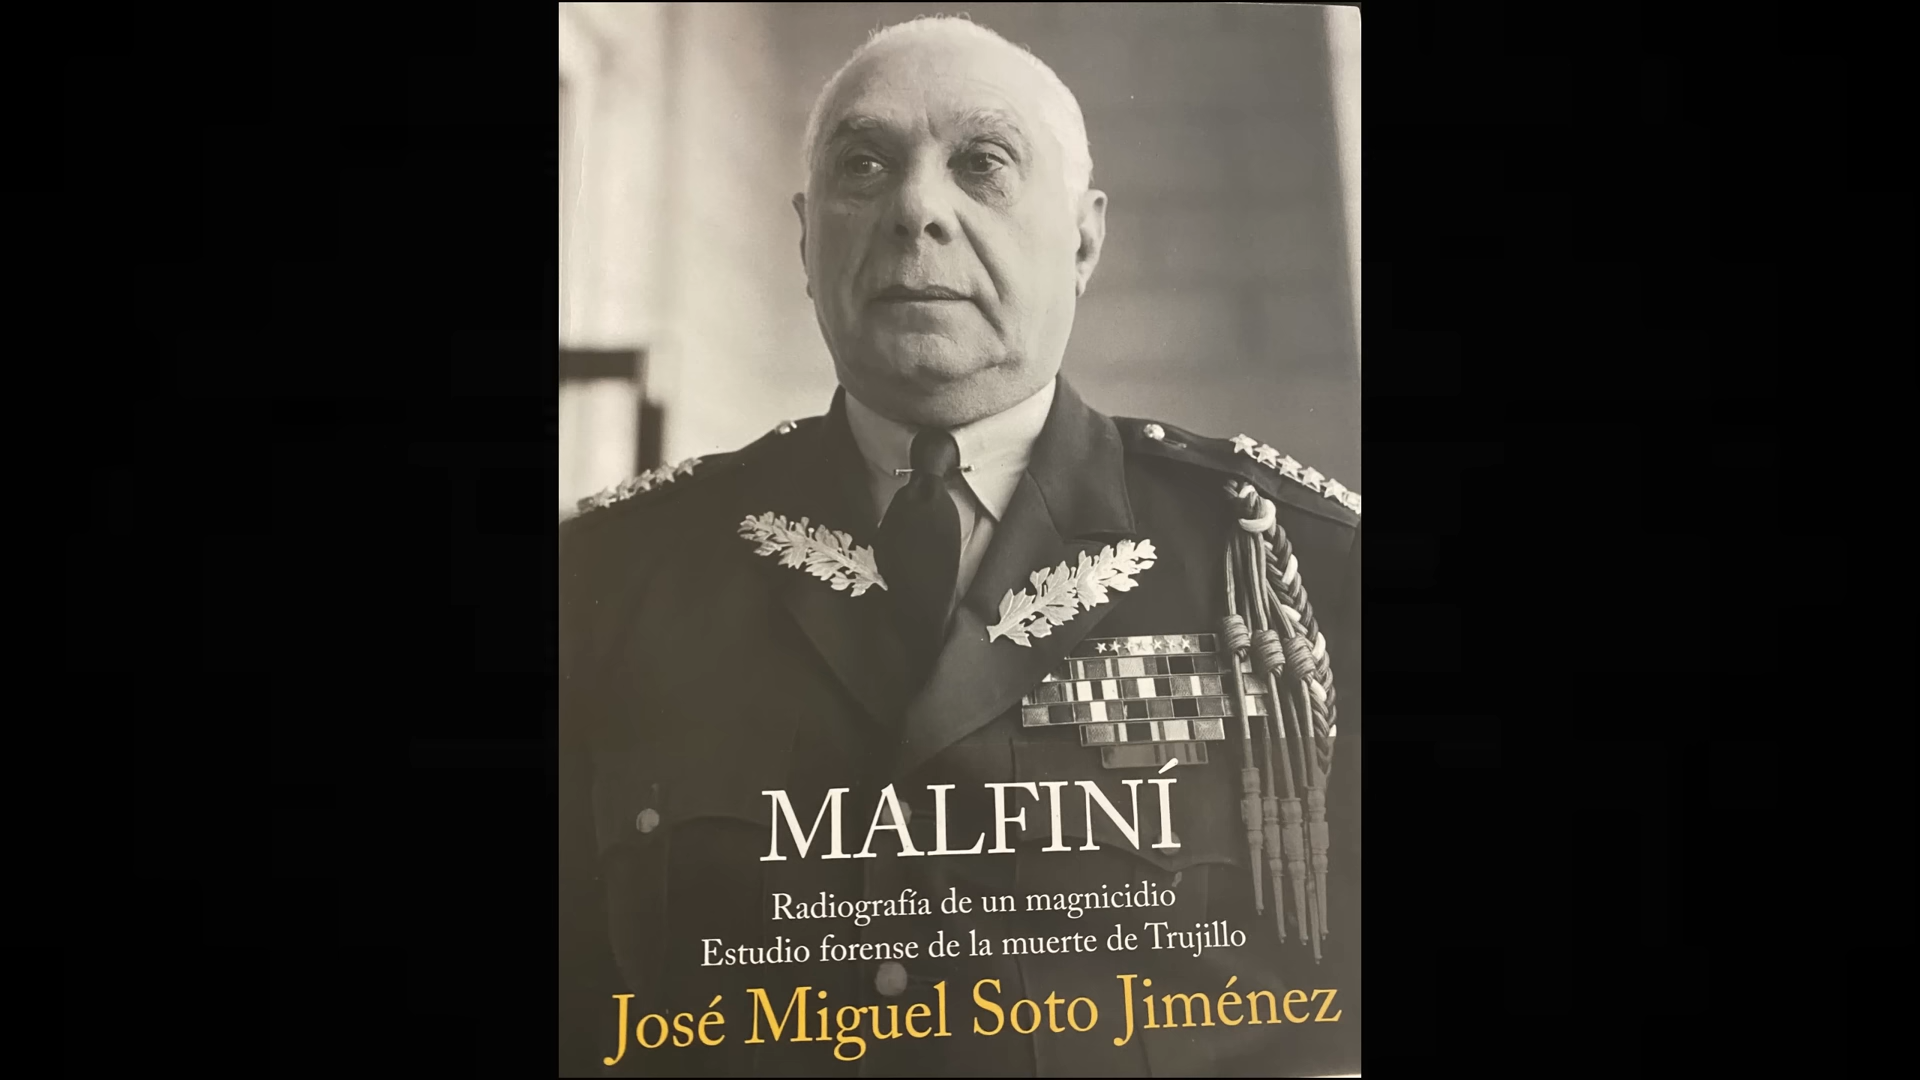 MALFINÍ
Radiografía de un magnicidio
Estudio forense de la muerte de Trujillo
José Miguel Soto Jiménez